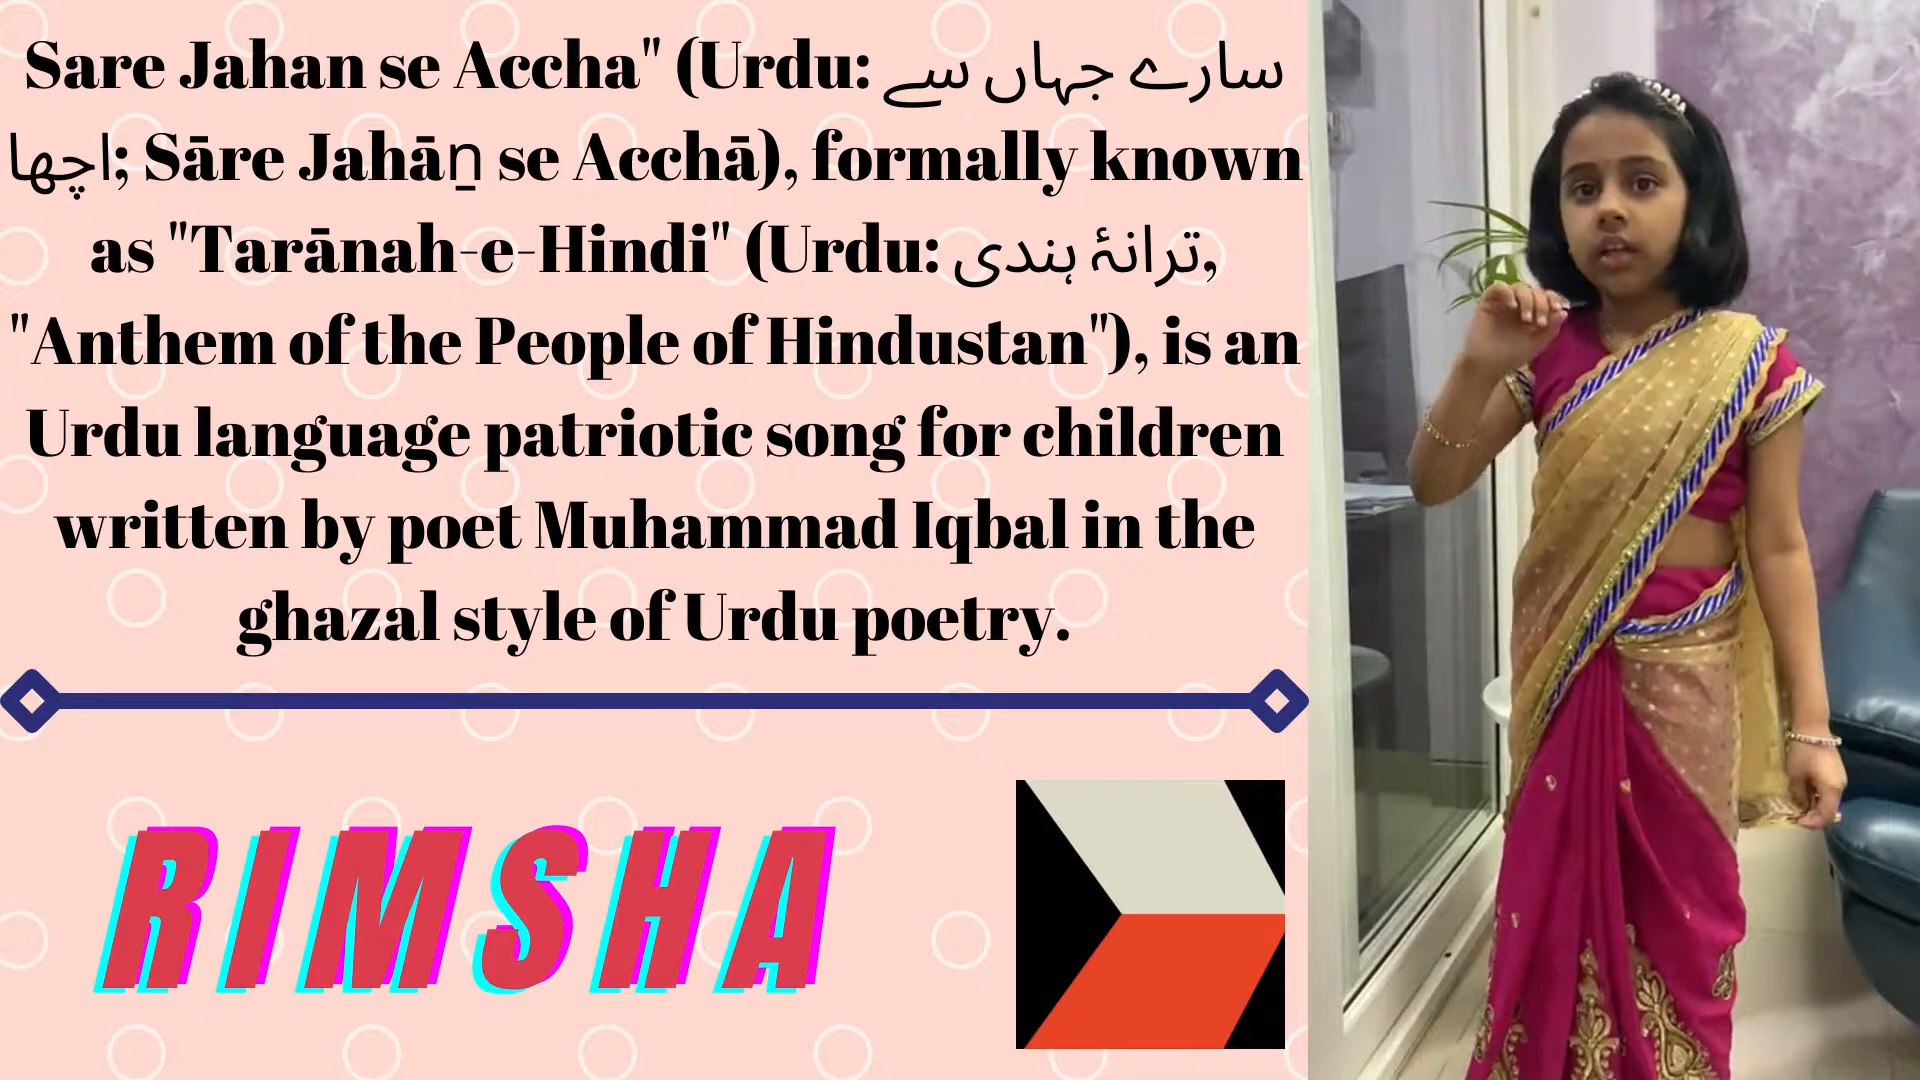 Sare Jahan se Accha" (Urdu: سارے جہاں سے
اچھا; Sāre Jahāṉ se Acchā), formally known
as "Tarānah-e-Hindi" (Urdu: ترانۂ ہندی,
"Anthem of the People of Hindustan"), is an
Urdu language patriotic song for children
written by poet Muhammad Iqbal in the
ghazal style of Urdu poetry.
RIMSHA